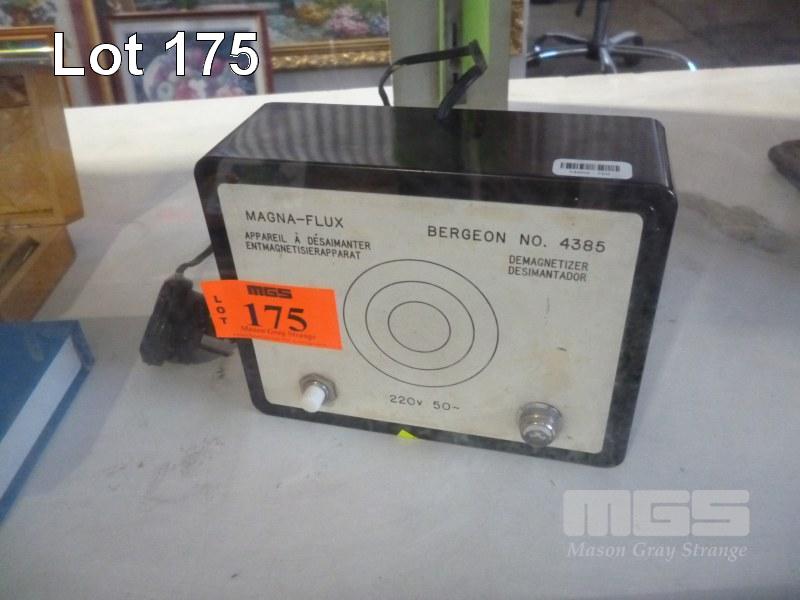 Lot 175
MAGNA-FLUX
APPAREIL À DÉSAIMANTER
ENTMAGNETISIERAPPARAT
BERGEON NO. 4385
DEMAGNETIZER
DESIMANTADOR
LOT
MGS
175
Mason Gray Strange
220v 50~
MGS
Mason Gray Strange